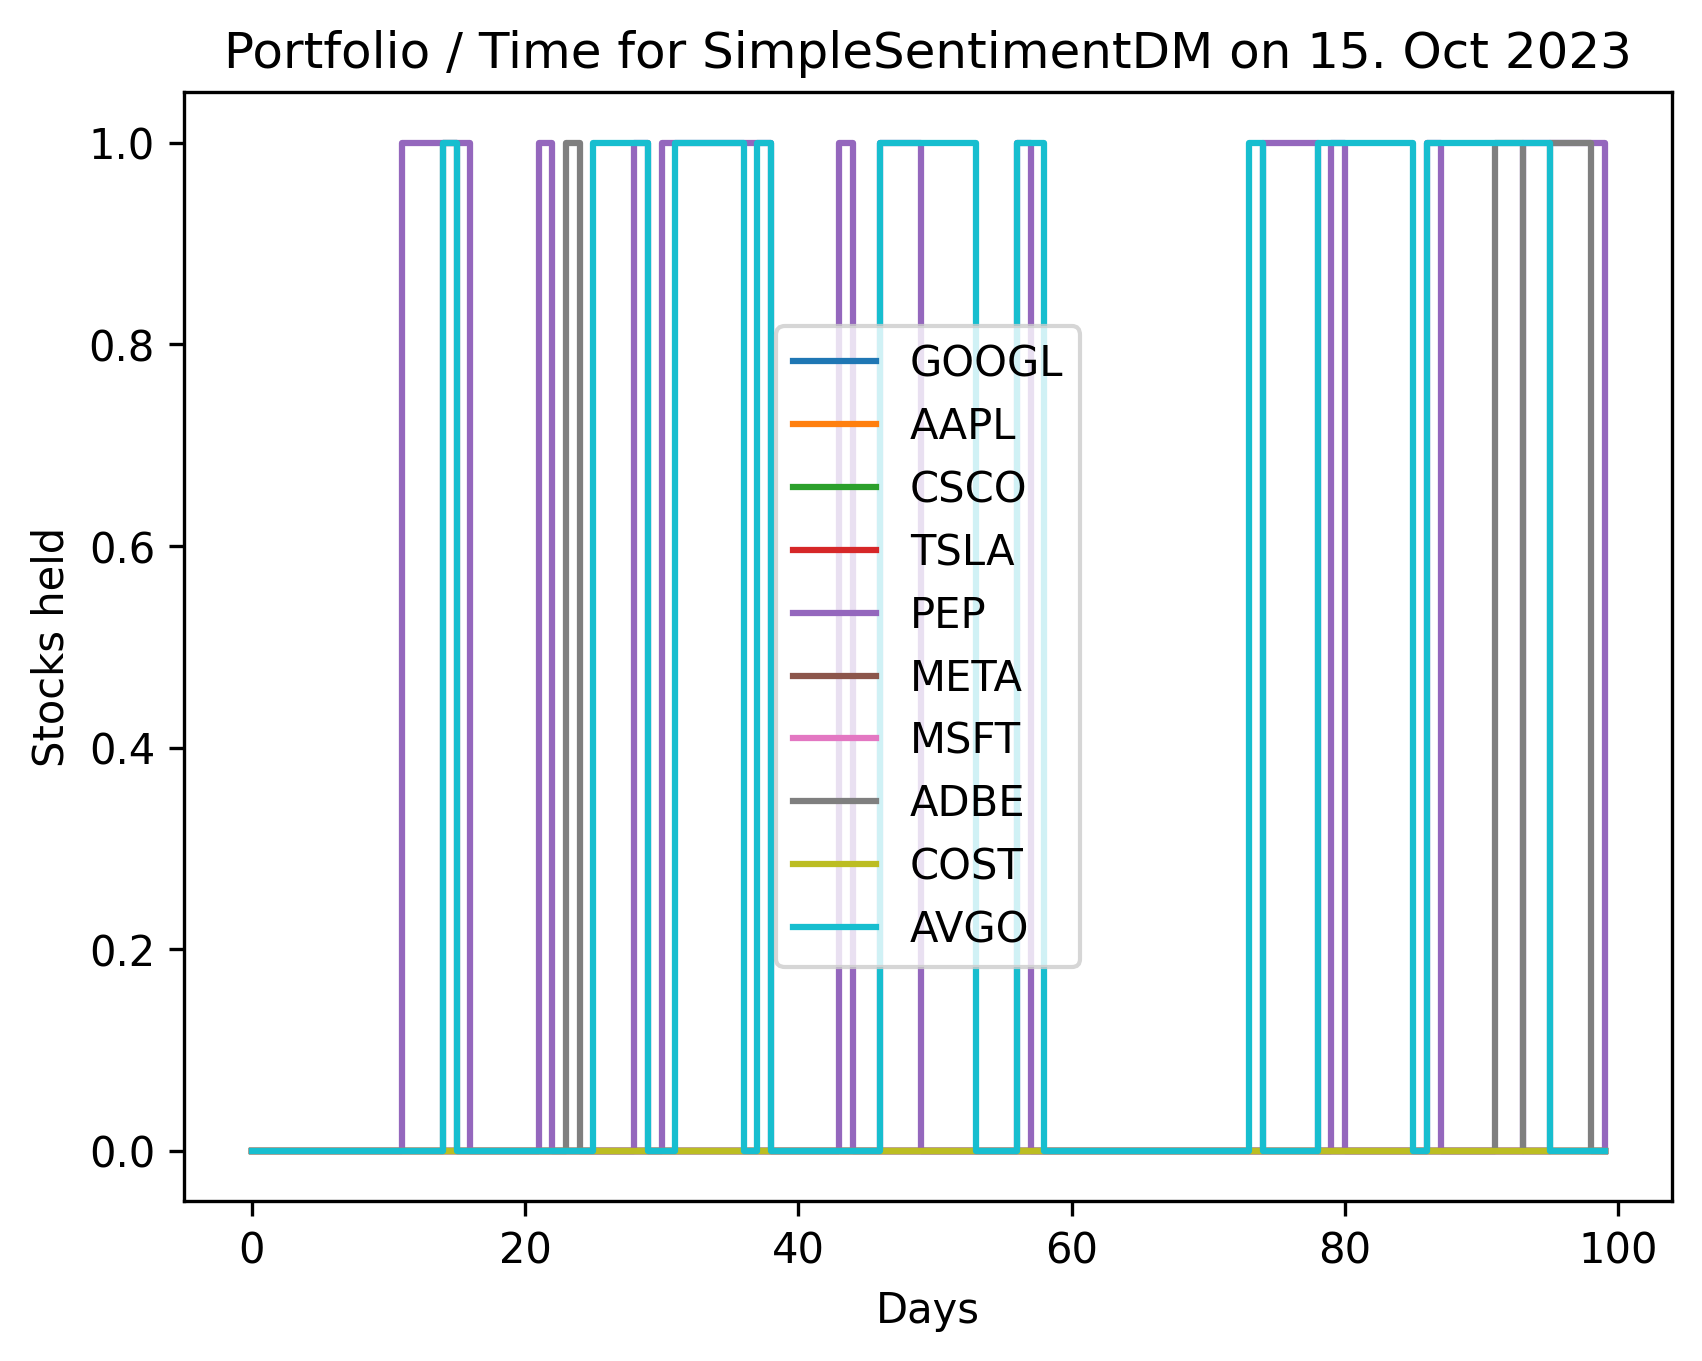 Portfolio / Time for SimpleSentimentDM on 15. Oct 2023
1.0
0.8
0.6
0.4
0.2
0.0
Stocks held
GOOGL
AAPL
CSCO
TSLA
PEP
META
MSFT
ADBE
COST
AVGO
0 20 40 60 80 100
Days